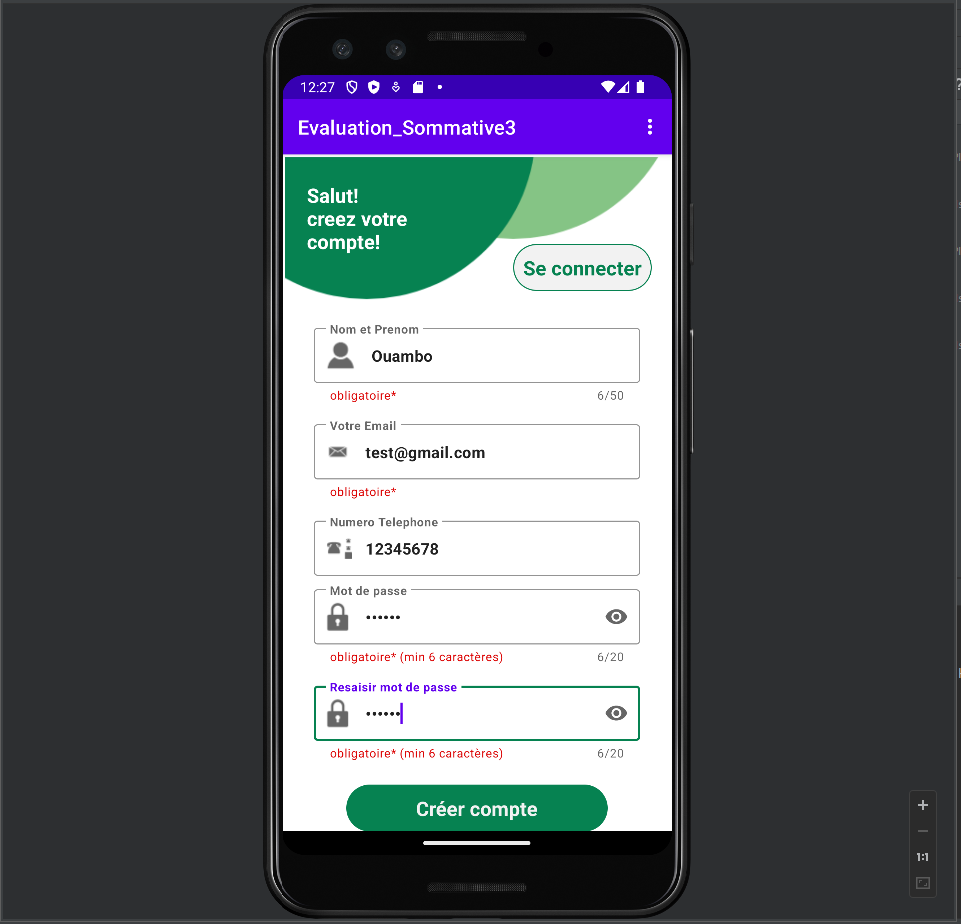 12:27
Evaluation_Sommative3
Salut!
creez votre
compte!
Se connecter
Nom et Prenom
Ouambo
obligatoire*
6/50
Votre Email
test@gmail.com
obligatoire*
Numero Telephone
12345678
Mot de passe
••••••
obligatoire* (min 6 caractères)
6/20
Resaisir mot de passe
••••••
obligatoire* (min 6 caractères)
6/20
Créer compte
1:1